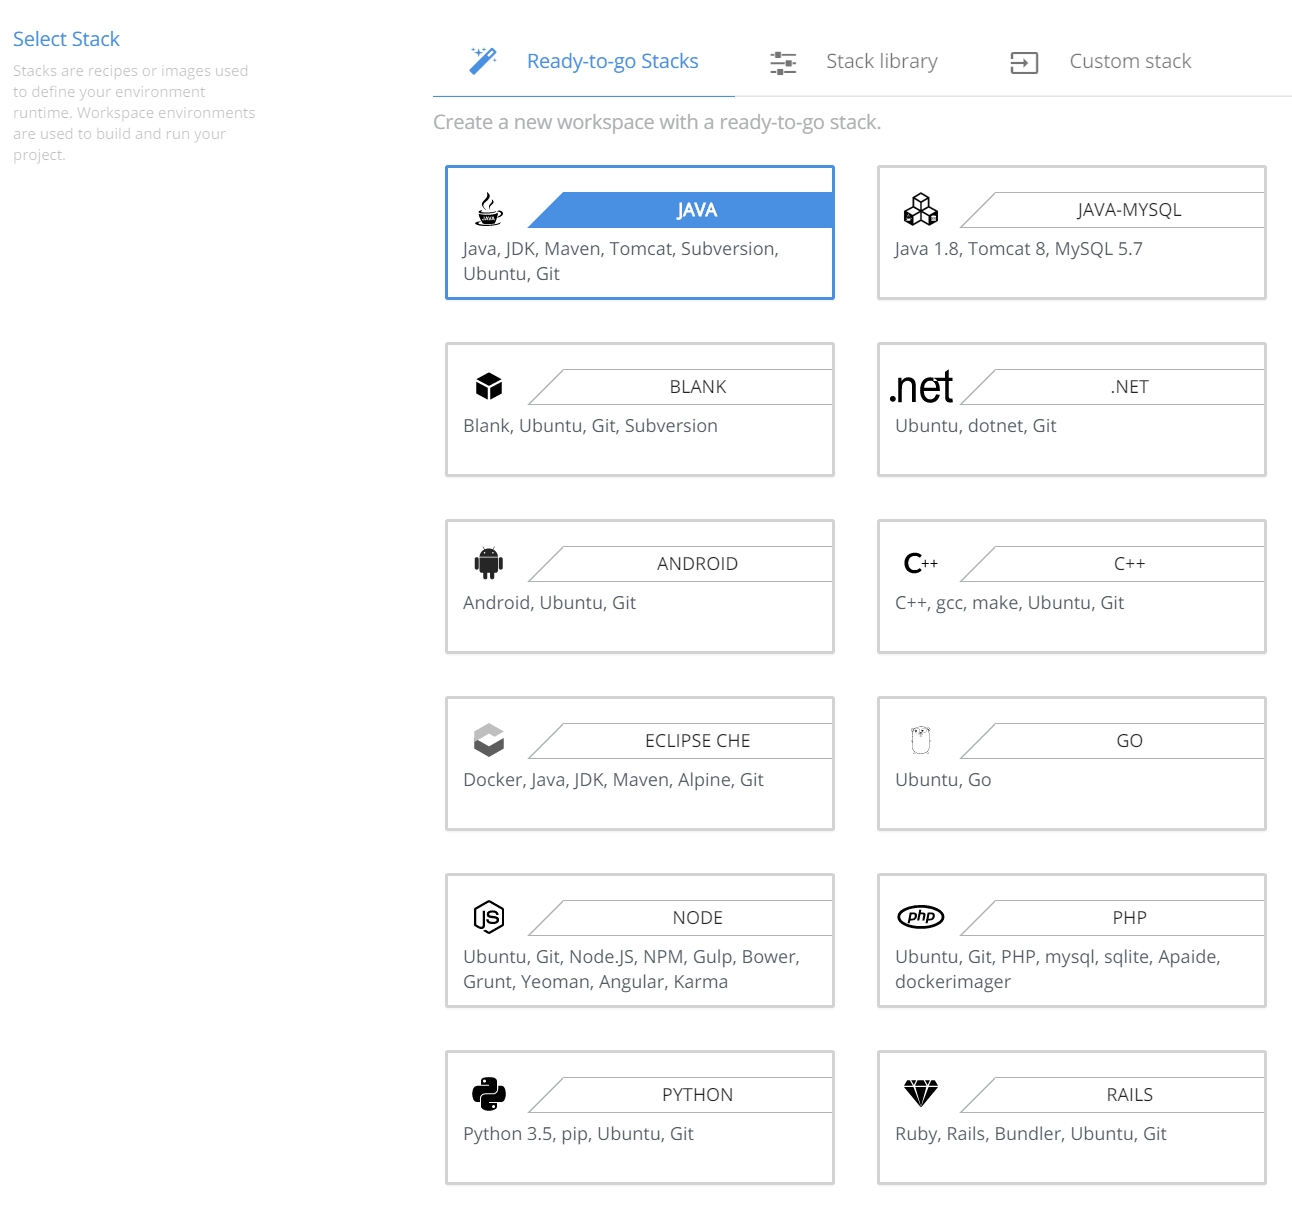 Select Stack
Stacks are recipes or images used
to define your environment
runtime. Workspace environments
are used to build and run your
project.
Ready-to-go Stacks
Stack library
Custom stack
Create a new workspace with a ready-to-go stack.
JAVA
Java, JDK, Maven, Tomcat, Subversion,
Ubuntu, Git
JAVA-MYSQL
Java 1.8, Tomcat 8, MySQL 5.7
BLANK
Blank, Ubuntu, Git, Subversion
.net
.NET
Ubuntu, dotnet, Git
ANDROID
Android, Ubuntu, Git
C++
C++
C++, gcc, make, Ubuntu, Git
ECLIPSE CHE
Docker, Java, JDK, Maven, Alpine, Git
GO
Ubuntu, Go
JS
NODE
Ubuntu, Git, Node.JS, NPM, Gulp, Bower,
Grunt, Yeoman, Angular, Karma
php
PHP
Ubuntu, Git, PHP, mysql, sqlite, Apaide,
dockerimager
PYTHON
Python 3.5, pip, Ubuntu, Git
RAILS
Ruby, Rails, Bundler, Ubuntu, Git